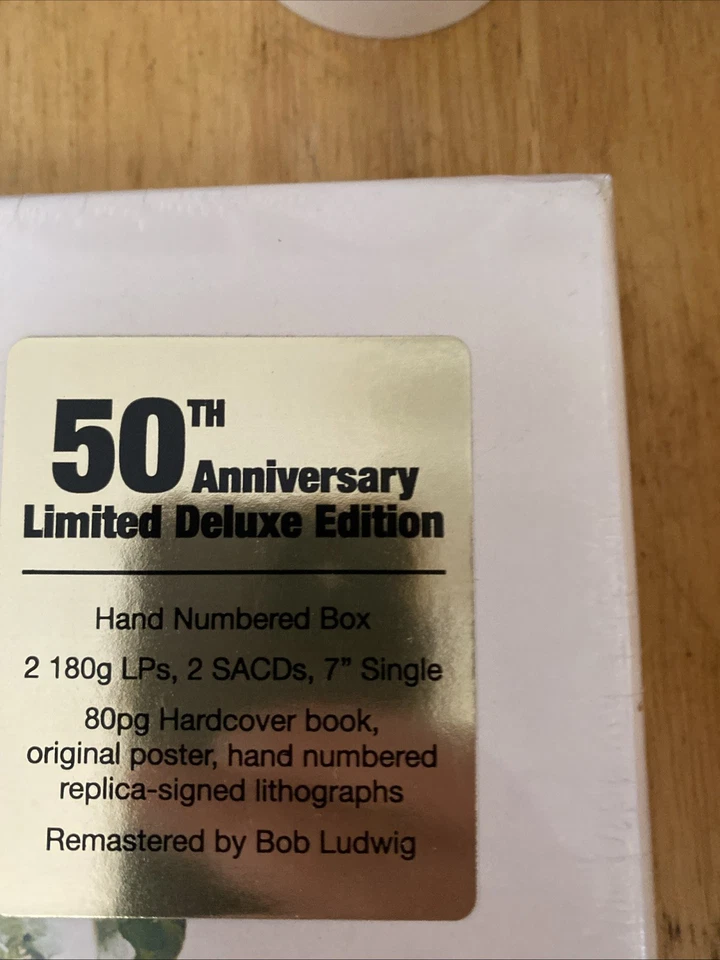 50TH
Anniversary
Limited Deluxe Edition
Hand Numbered Box
2 180g LPs, 2 SACDs, 7” Single
80pg Hardcover book,
original poster, hand numbered
replica-signed lithographs
Remastered by Bob Ludwig